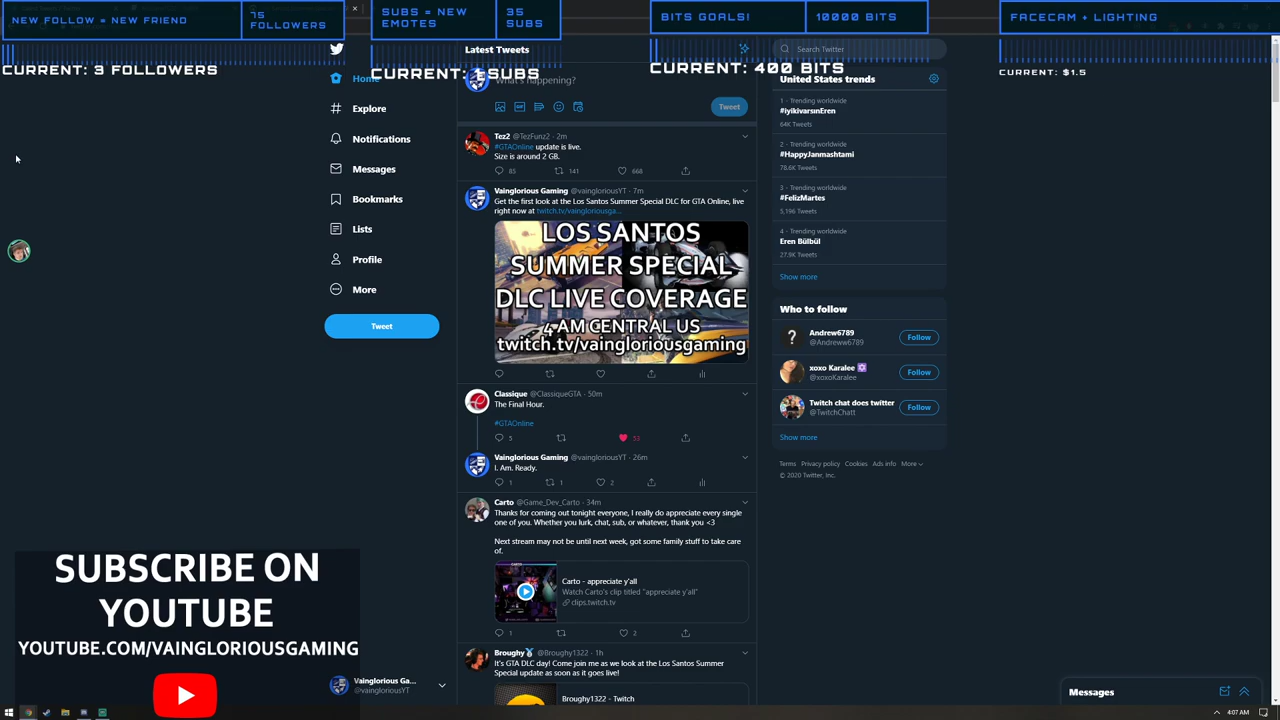 NEW FOLLOW = NEW FRIEND
75 FOLLOWERS
CURRENT: 3 FOLLOWERS
SUBS = NEW EMOTES
35 SUBS
BITS GOALS!
10000 BITS
CURRENT: 400 BITS
FACECAM + LIGHTING
CURRENT: $1.5
Home
Explore
Notifications
Messages
Bookmarks
Lists
Profile
More
Tweet
Latest Tweets
What's happening?
Tweet
Tez2 @TezFunz2 · 2m
#GTAOnline update is live.
Size is around 2 GB.
85 141 668
Vainglorious Gaming @vaingloriousYT · 7m
Get the first look at the Los Santos Summer Special DLC for GTA Online, live
right now at twitch.tv/vaingloriousga...
LOS SANTOS
SUMMER SPECIAL
DLC LIVE COVERAGE
4 AM CENTRAL US
twitch.tv/vaingloriousgaming
Classique @ClassiqueGTA · 50m
The Final Hour.
#GTAOnline
5 53
Vainglorious Gaming @vaingloriousYT · 26m
I. Am. Ready.
1 1 2
Carto @Game_Dev_Carto · 34m
Thanks for coming out tonight everyone, I really do appreciate every single
one of you. Whether you lurk, chat, sub, or whatever, thank you <3
Next stream may not be until next week, got some family stuff to take care
of.
Carto - appreciate y'all
Watch Carto's clip titled "appreciate y'all"
clips.twitch.tv
1 2
Broughy @Broughy1322 · 1h
It's GTA DLC day! Come join me as we look at the Los Santos Summer
Special update as soon as it goes live!
Broughy1322 - Twitch
Search Twitter
United States trends
1 · Trending worldwide
#iyikivarsınEren
64K Tweets
2 · Trending worldwide
#HappyJanmashtami
78.6K Tweets
3 · Trending worldwide
#FelizMartes
5,196 Tweets
4 · Trending worldwide
Eren Bülbül
27.9K Tweets
Show more
Who to follow
Andrew6789
@Andreww6789
Follow
xoxo Karalee
@xoxoKaralee
Follow
Twitch chat does twitter
@TwitchChatt
Follow
Show more
Terms Privacy policy Cookies Ads info More
© 2020 Twitter, Inc.
SUBSCRIBE ON
YOUTUBE
YOUTUBE.COM/VAINGLORIOUSGAMING
Vainglorious Ga...
@vaingloriousYT
Messages
4:07 AM